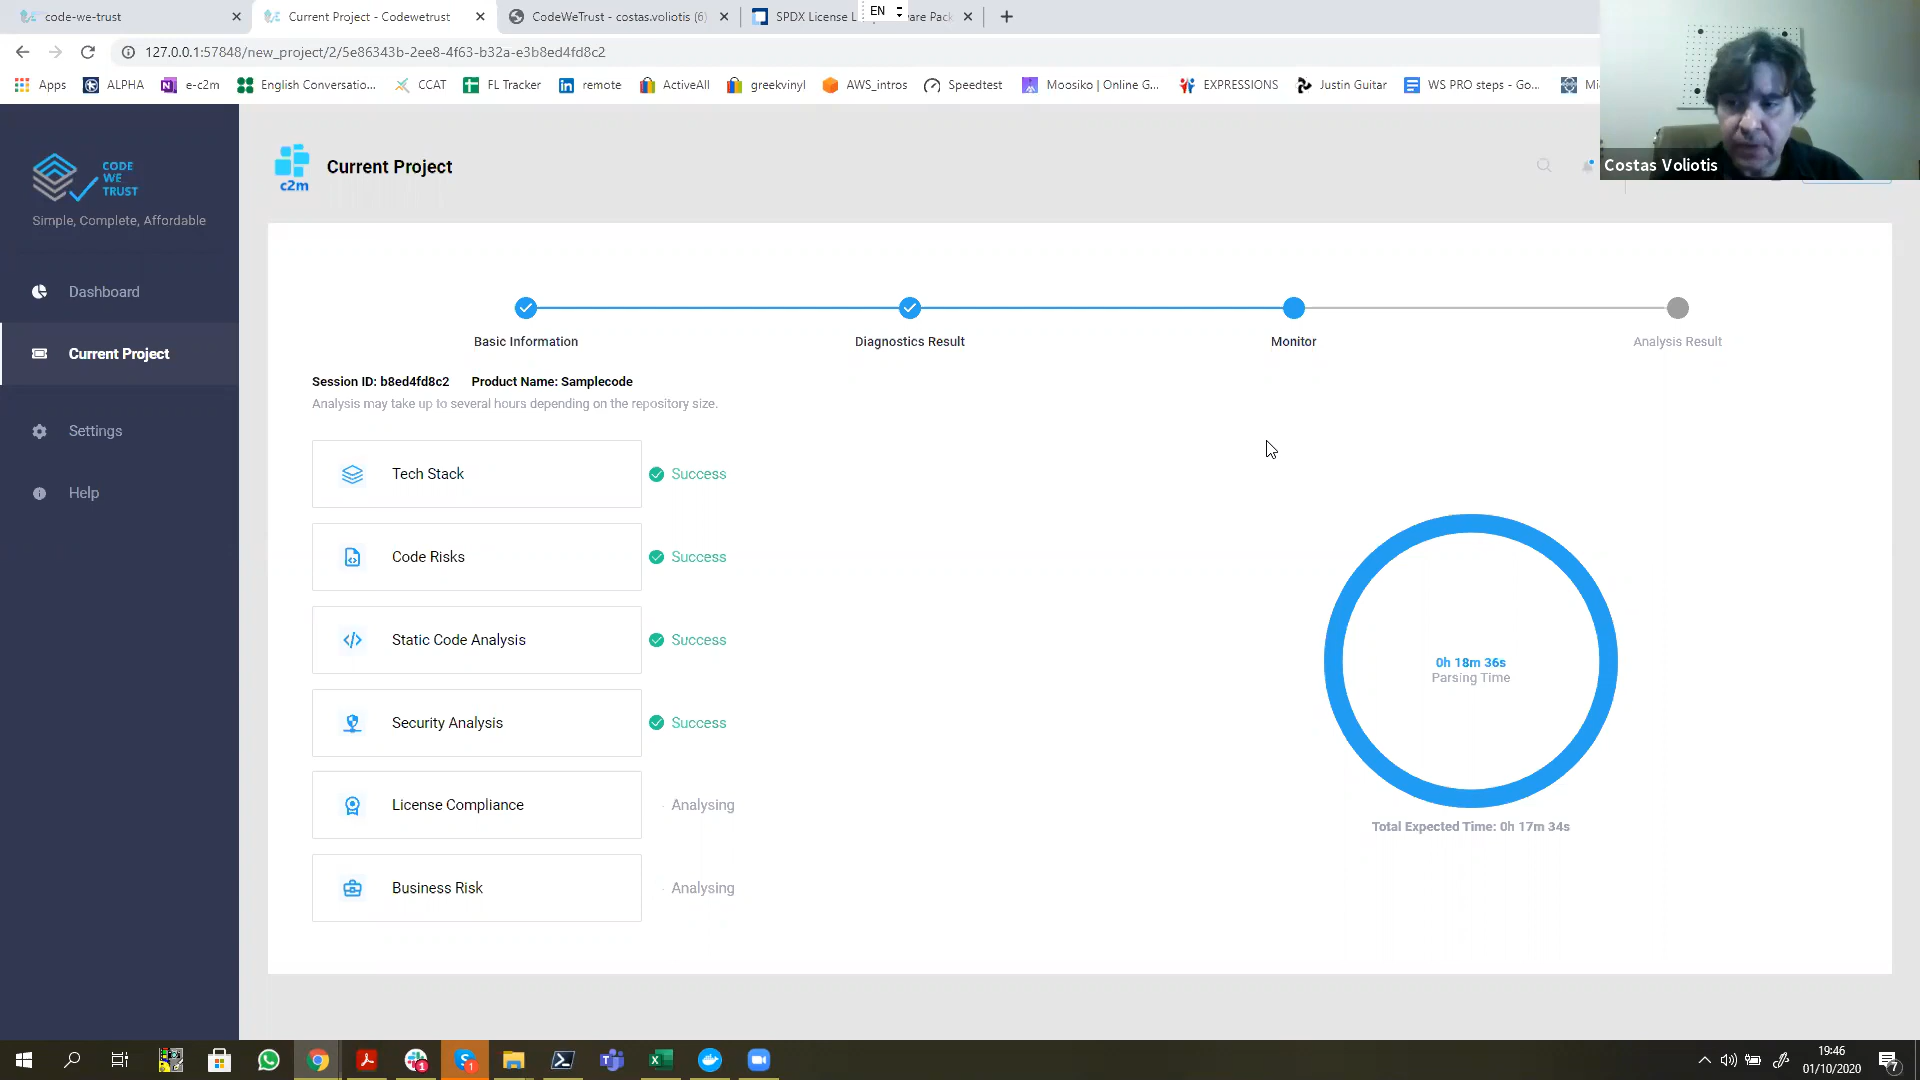 code-we-trust
Current Project - Codewetrust
CodeWeTrust - costas.voliotis (6)
SPDX License L
ware Pack
EN
127.0.0.1:57848/new_project/2/5e86343b-2ee8-4f63-b32a-e3b8ed4fd8c2
Apps
ALPHA
e-c2m
English Conversatio...
CCAT
FL Tracker
remote
ActiveAll
greekvinyl
AWS_intros
Speedtest
Moosiko | Online G...
EXPRESSIONS
Justin Guitar
WS PRO steps - Go...
Mi
Costas Voliotis
CODE
WE
TRUST
Simple, Complete, Affordable
Dashboard
Current Project
Settings
Help
c2m
Current Project
Basic Information
Diagnostics Result
Monitor
Analysis Result
Session ID: b8ed4fd8c2 Product Name: Samplecode
Analysis may take up to several hours depending on the repository size.
Tech Stack
Success
Code Risks
Success
Static Code Analysis
Success
Security Analysis
Success
License Compliance
Analysing
Business Risk
Analysing
0h 18m 36s
Parsing Time
Total Expected Time: 0h 17m 34s
19:46
01/10/2020
7